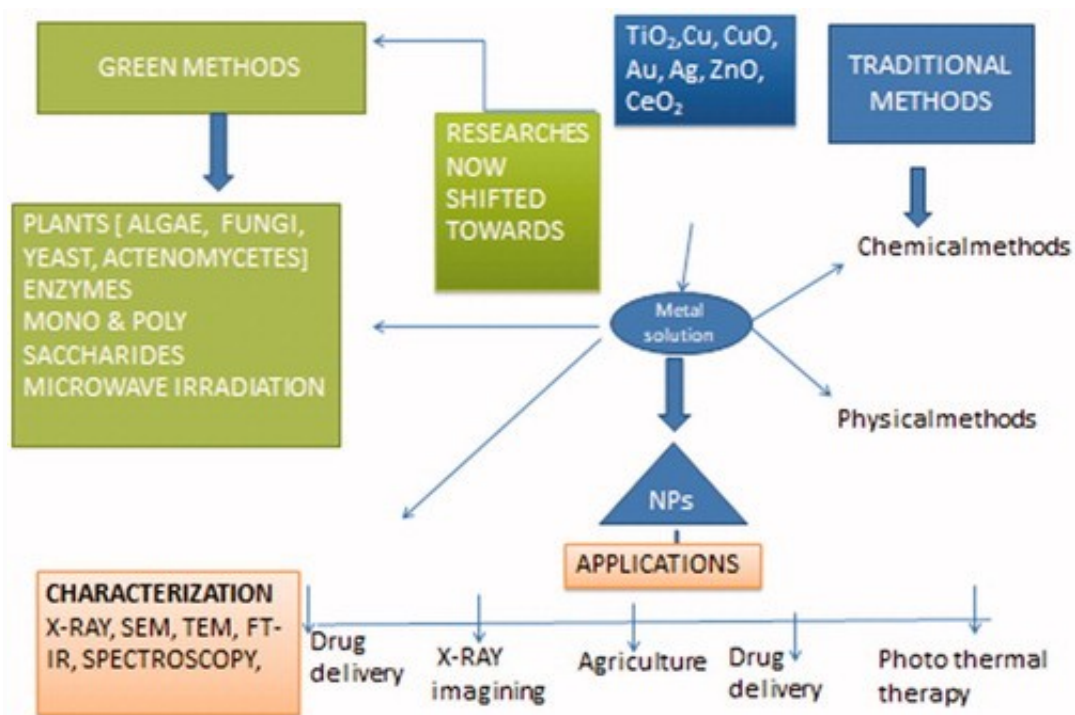 GREEN METHODS
TiO₂,Cu, CuO,
Au, Ag, ZnO,
CeO₂
TRADITIONAL
METHODS
RESEARCHES
NOW
SHIFTED
TOWARDS
PLANTS [ ALGAE, FUNGI,
YEAST, ACTENOMYCETES]
ENZYMES
MONO & POLY
SACCHARIDES
MICROWAVE IRRADIATION
Chemicalmethods
Metal
solution
Physicalmethods
NPs
APPLICATIONS
CHARACTERIZATION
X-RAY, SEM, TEM, FT-
IR, SPECTROSCOPY,
Drug
delivery
X-RAY
imagining
Agriculture
Drug
delivery
Photo thermal
therapy